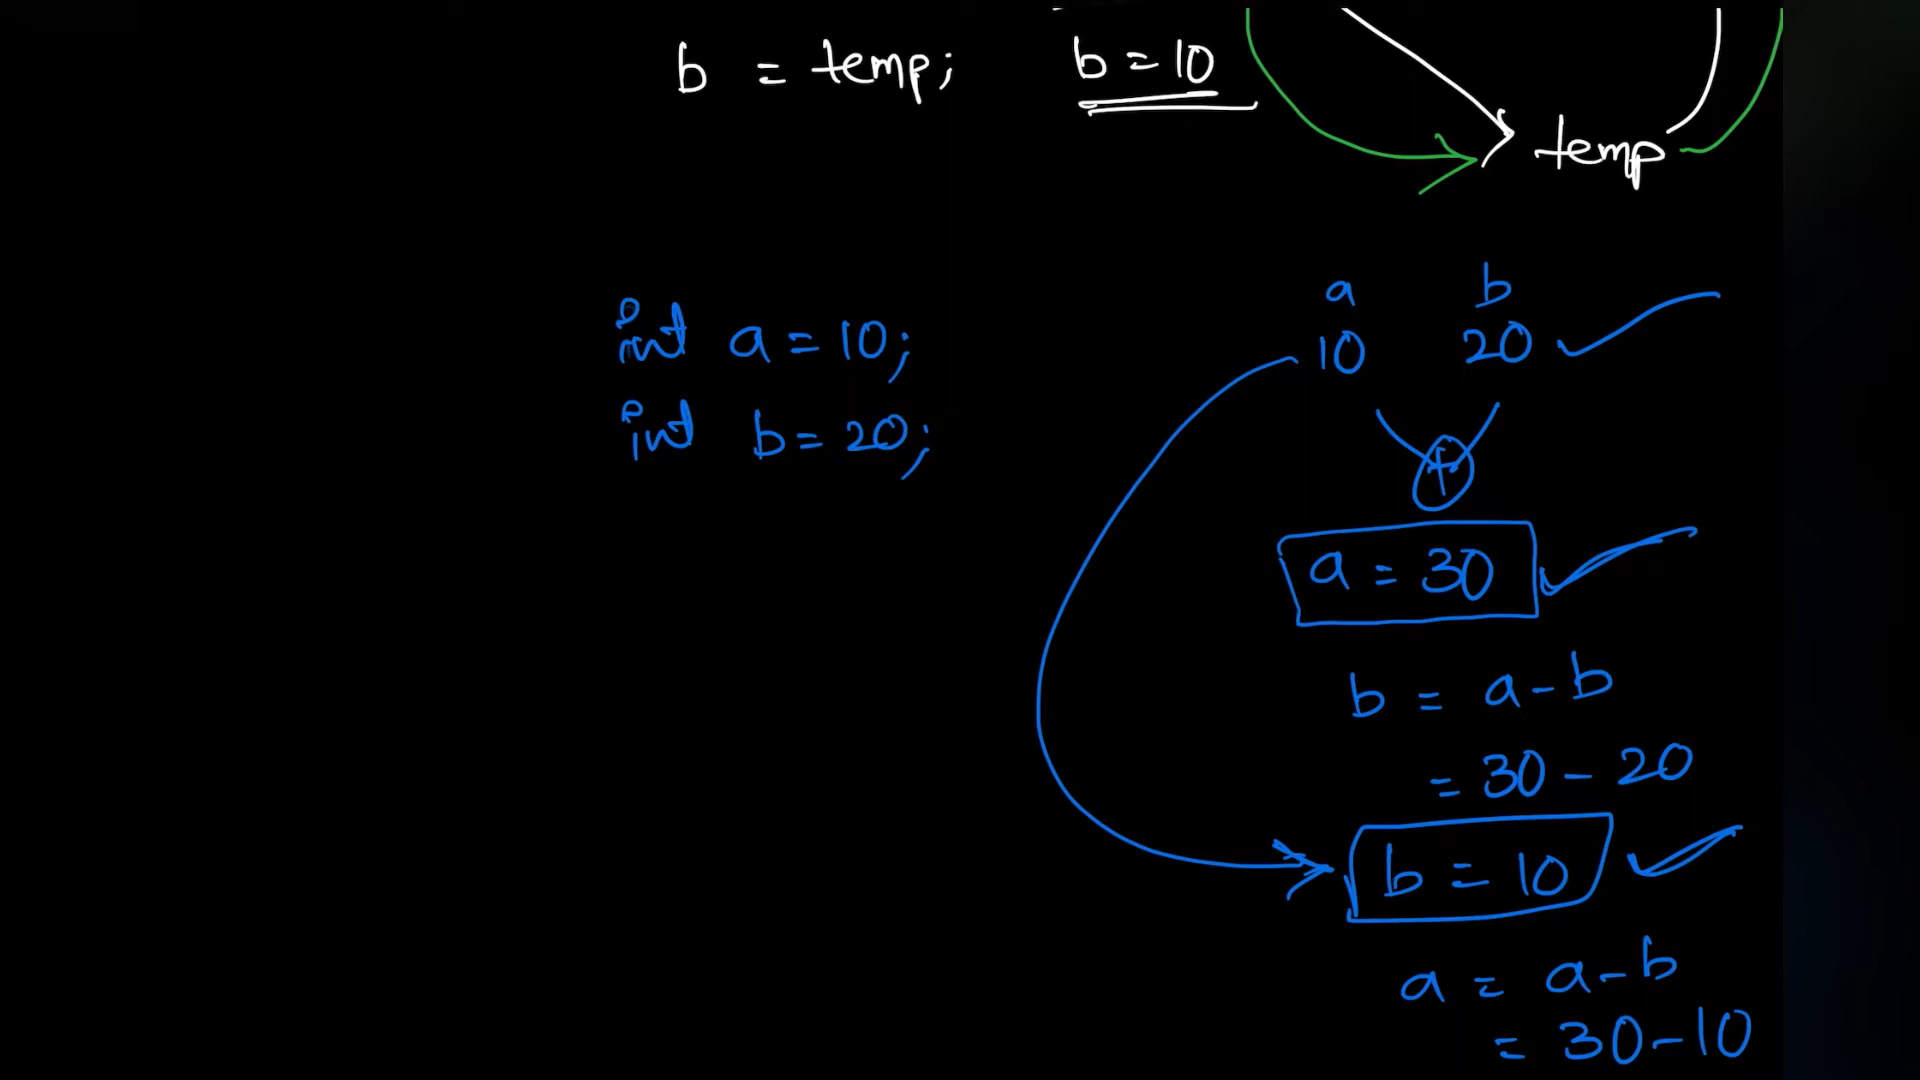 b = temp; b = 10
temp
a b
int a = 10; 10 20
int b = 20;
+
a = 30
b = a - b
= 30 - 20
b = 10
a = a - b
= 30 - 10